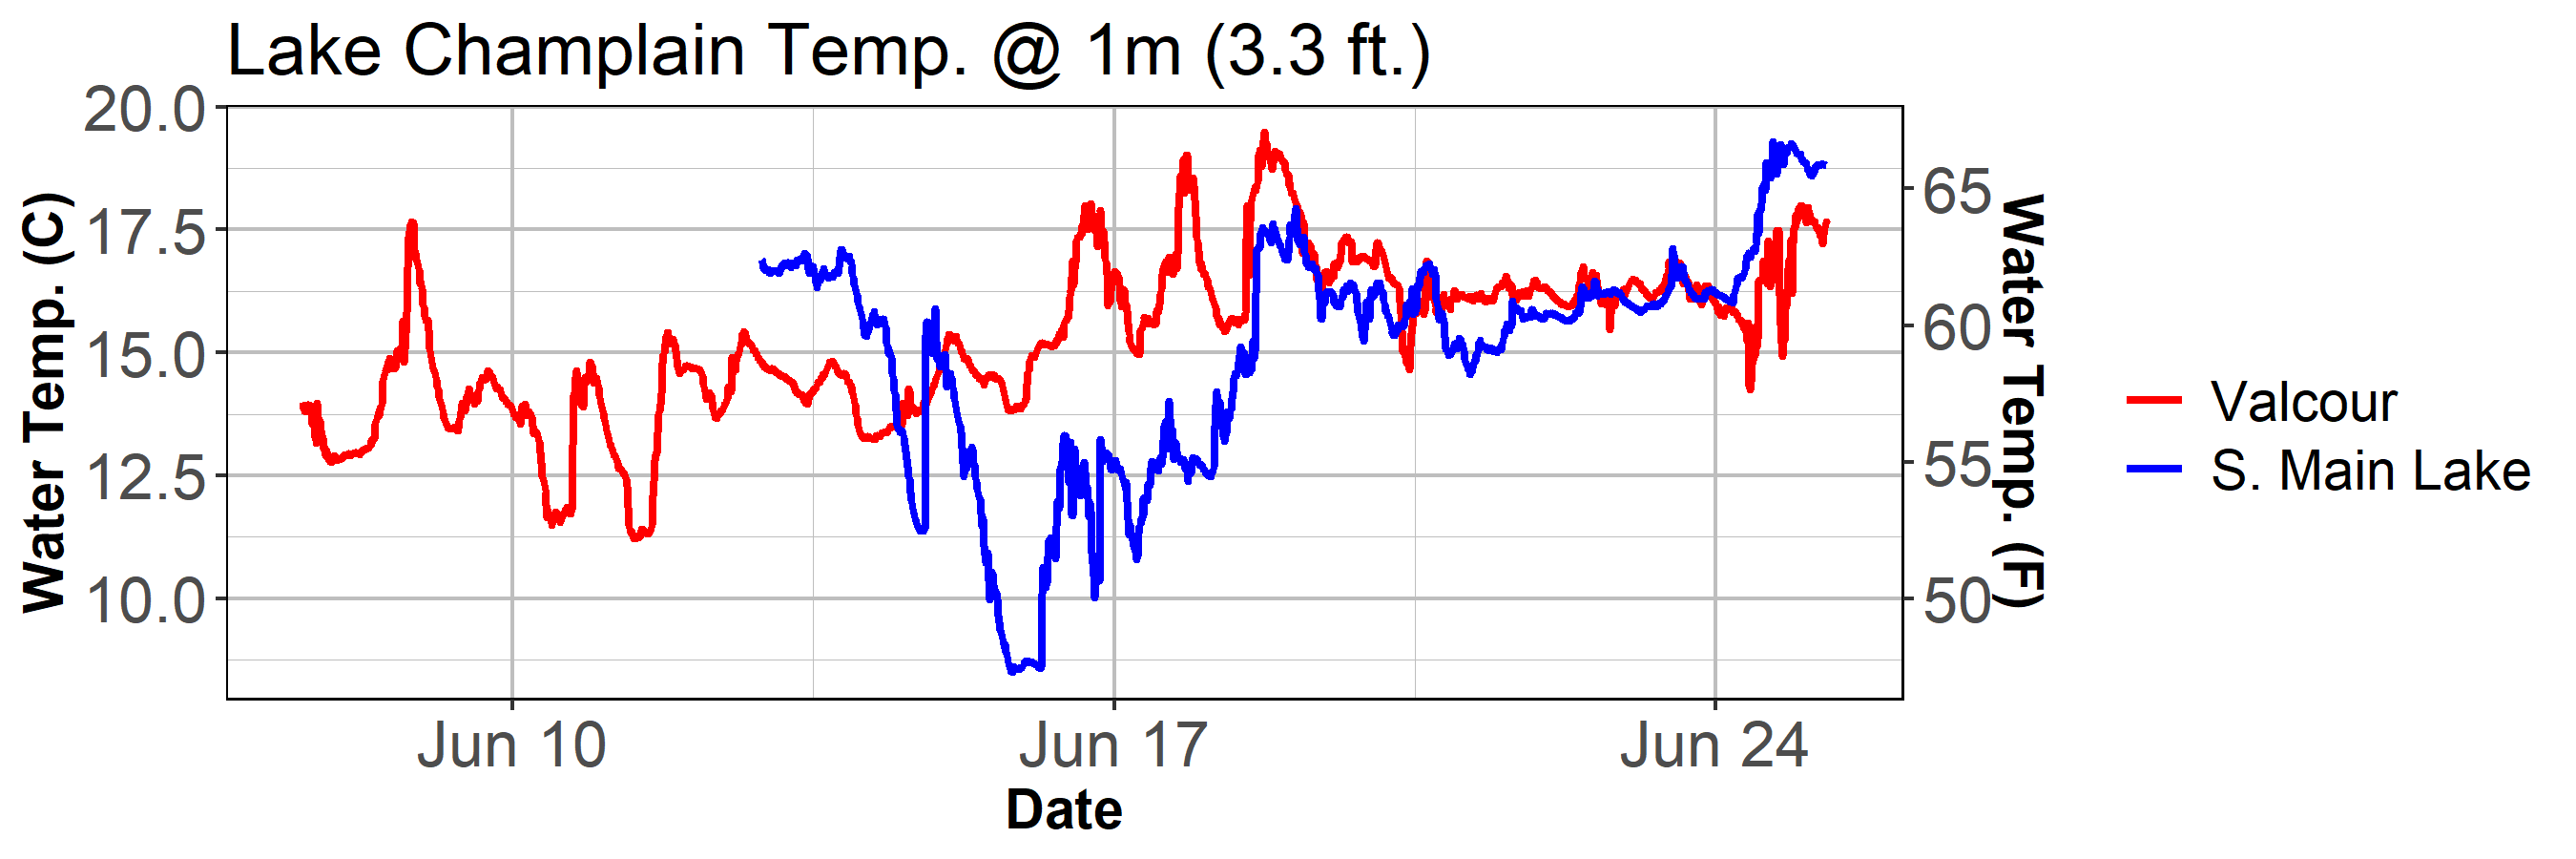 Lake Champlain Temp. @ 1m (3.3 ft.)
Water Temp. (C)
20.0
17.5
15.0
12.5
10.0
65
60
55
50
Water Temp. (F)
Jun 10
Jun 17
Jun 24
Date
Valcour
S. Main Lake